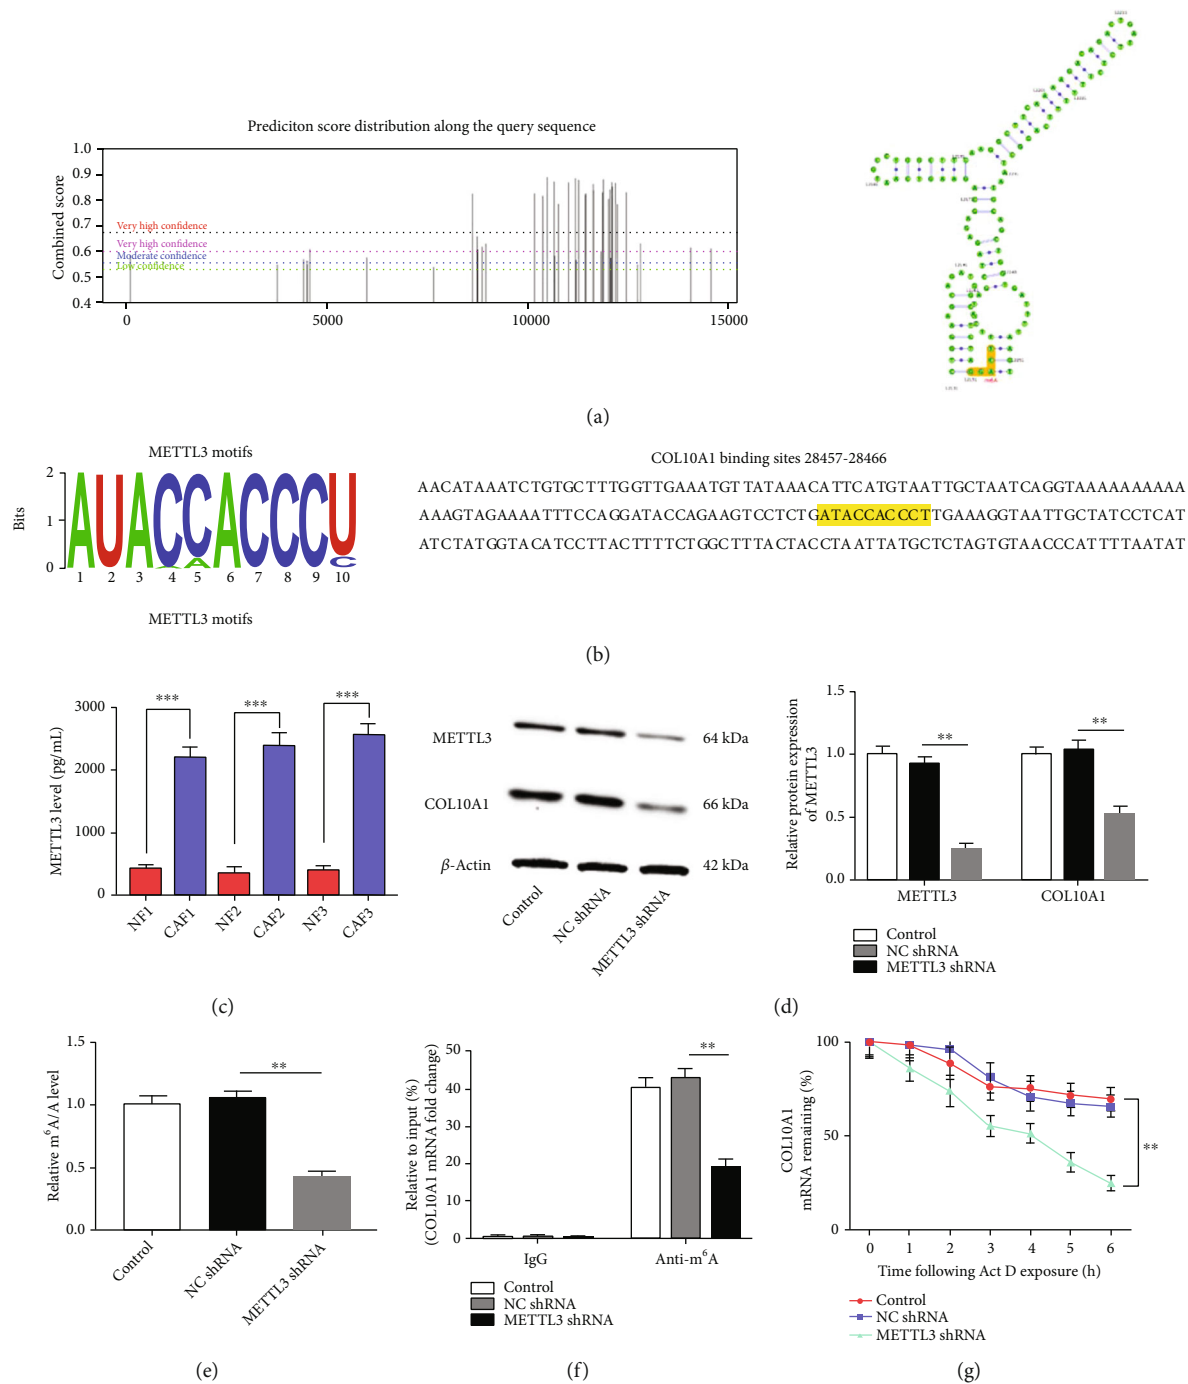 Prediciton score distribution along the query sequence
Combined score
1.0
0.9
0.8
0.7
0.6
0.5
0.4
Very high confidence
Very high confidence
Moderate confidence
Low confidence
0 5000 10000 15000
(a)
METTL3 motifs
Bits
2
1
0
AUACCACCCU
1 2 3 4 5 6 7 8 9 10
METTL3 motifs
COL10A1 binding sites 28457-28466
AACATAAATCTGTGCTTTGGTTGAAATGTTATAAACATTCATGTAATTGCTAATCAGGTAAAAAAAAAA
AAAGTAGAAAATTTCCAGGATACCAGAAGTCCTCTGATACCACCCTTGAAAGGTAATTGCTATCCTCAT
ATCTATGGTACATCCTTACTTTTCTGGCTTTACTACCTAATTATGCTCTAGTGTAACCCATTTTAATAT
(b)
METTL3 level (pg/mL)
3000
2000
1000
0
*** *** ***
NF1 CAF1 NF2 CAF2 NF3 CAF3
(c)
METTL3 64 kDa
COL10A1 66 kDa
β-Actin 42 kDa
Control NC shRNA METTL3 shRNA
Relative protein expression
of METTL3
1.5
1.0
0.5
0.0
** **
METTL3 COL10A1
Control
NC shRNA
METTL3 shRNA
(d)
Relative m⁶A/A level
1.5
1.0
0.5
0.0
**
Control NC shRNA METTL3 shRNA
(e)
Relative to input (%)
(COL10A1 mRNA fold change)
50
40
30
20
10
0
**
IgG Anti-m⁶A
Control
NC shRNA
METTL3 shRNA
(f)
COL10A1
mRNA remaining (%)
100
50
0
**
0 1 2 3 4 5 6
Time following Act D exposure (h)
Control
NC shRNA
METTL3 shRNA
(g)